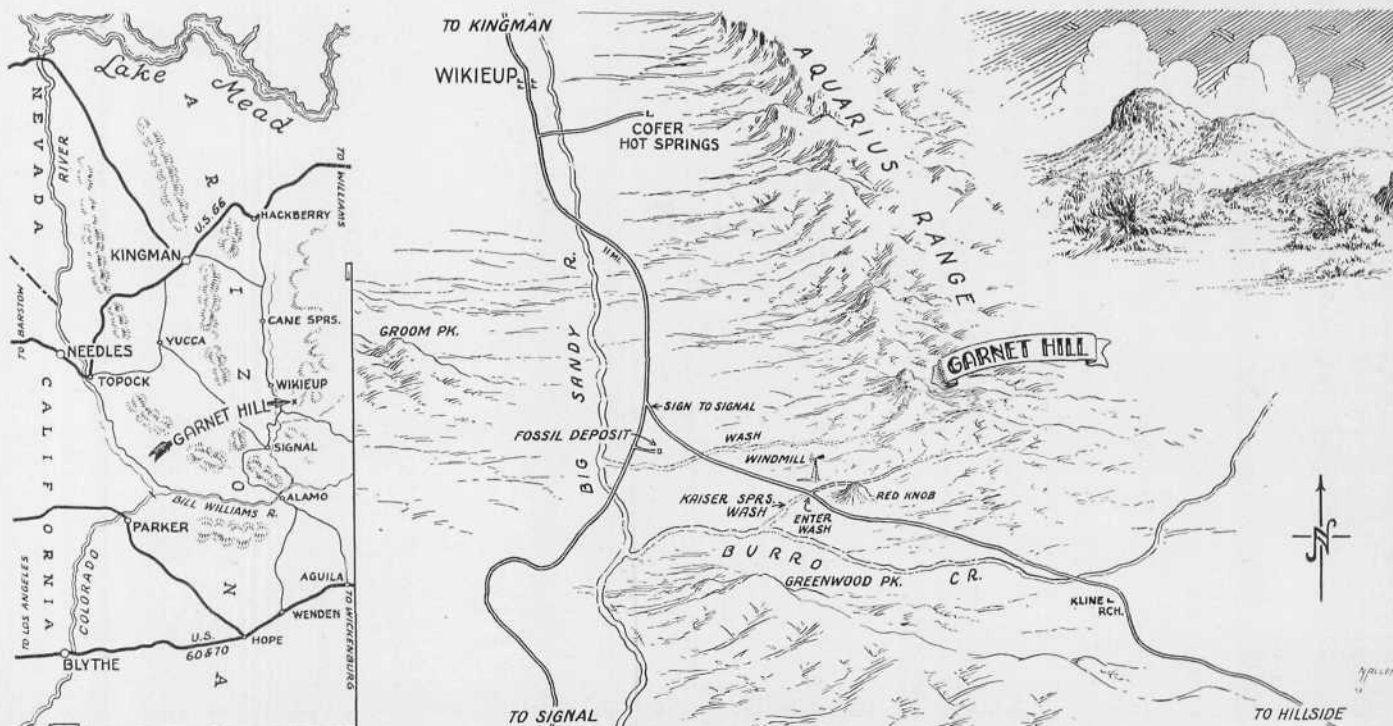 Lake Mead
NEVADA
RIVER
ARIZONA
TO WILLIAMS
U.S. 66
HACKBERRY
KINGMAN
CANE SPRS.
TO BARSTOW
NEEDLES
YUCCA
TOPOCK
WIKIEUP
GARNET HILL
SIGNAL
CALIFORNIA
BILL WILLIAMS R.
ALAMO
PARKER
COLORADO
AGUILA
WENDEN
TO LOS ANGELES
U.S.
60 & 70
HOPE
TO WICKENBURG
BLYTHE
TO KINGMAN
WIKIEUP
COFER
HOT SPRINGS
AQUARIUS RANGE
11 MI.
GROOM PK.
BIG SANDY R.
GARNET HILL
SIGN TO SIGNAL
FOSSIL DEPOSIT
WASH
WINDMILL
KAISER SPRS.
WASH
RED KNOB
ENTER
WASH
BURRO CR.
GREENWOOD PK.
KLINE
RCH.
N
TO SIGNAL
TO HILLSIDE